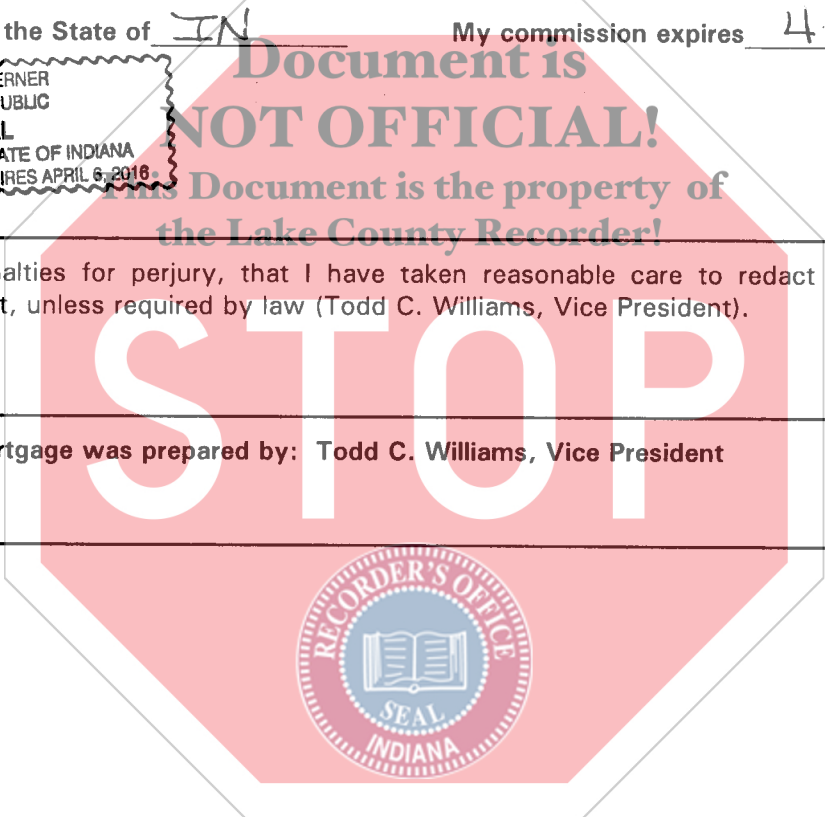 the State of IN My commission expires 4
ERNER
UBLIC
L
ATE OF INDIANA
IRES APRIL 6, 2016
Document is
NOT OFFICIAL!
This Document is the property of
the Lake County Recorder!
alties for perjury, that I have taken reasonable care to redact
t, unless required by law (Todd C. Williams, Vice President).
STOP
rtgage was prepared by: Todd C. Williams, Vice President
RECORDER'S OFFICE
SEAL
INDIANA